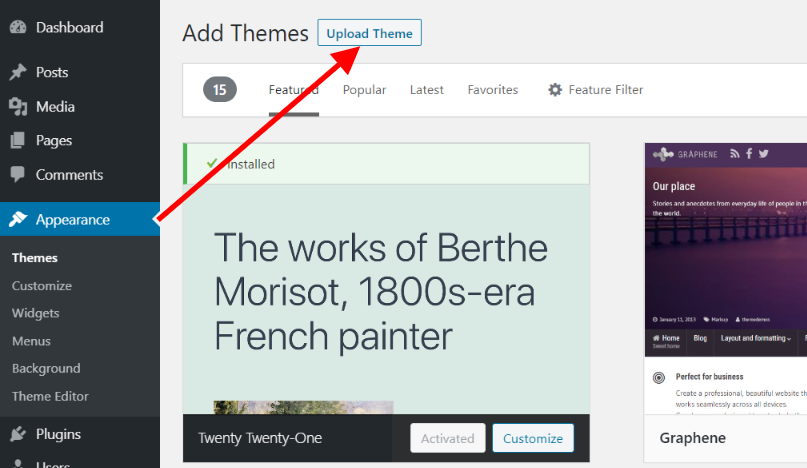 Dashboard
Posts
Media
Pages
Comments
Appearance
Themes
Customize
Widgets
Menus
Background
Theme Editor
Plugins
Users
Add Themes
Upload Theme
15
Featured
Popular
Latest
Favorites
Feature Filter
Installed
The works of Berthe
Morisot, 1800s-era
French painter
Twenty Twenty-One
Activated
Customize
GRAPHENE
Our place
Stories and anecdotes from everyday life of people in
the world.
January 11, 2013
Home
Sweet home
Blog
Layout and formatting
Perfect for business
Create a professional, beautiful website
works seamlessly across all devices.
Graphene